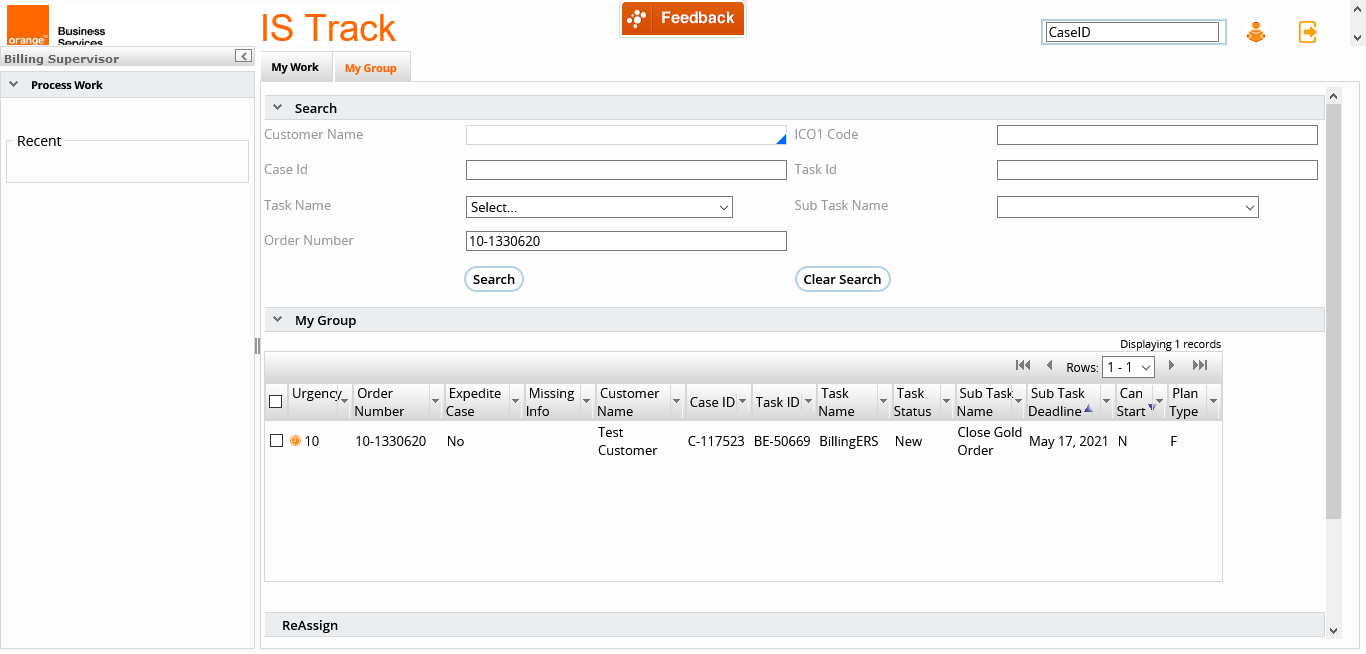 orange™
Business
Services
IS Track
Feedback
CaseID
Billing Supervisor
Process Work
Recent
My Work
My Group
Search
Customer Name
ICO1 Code
Case Id
Task Id
Task Name
Select...
Sub Task Name
Order Number
10-1330620
Search
Clear Search
My Group
Displaying 1 records
Rows: 1 - 1
Urgency Order Number Expedite Case Missing Info Customer Name Case ID Task ID Task Name Task Status Sub Task Name Sub Task Deadline Can Start Plan Type
10 10-1330620 No Test Customer C-117523 BE-50669 BillingERS New Close Gold Order May 17, 2021 N F
ReAssign